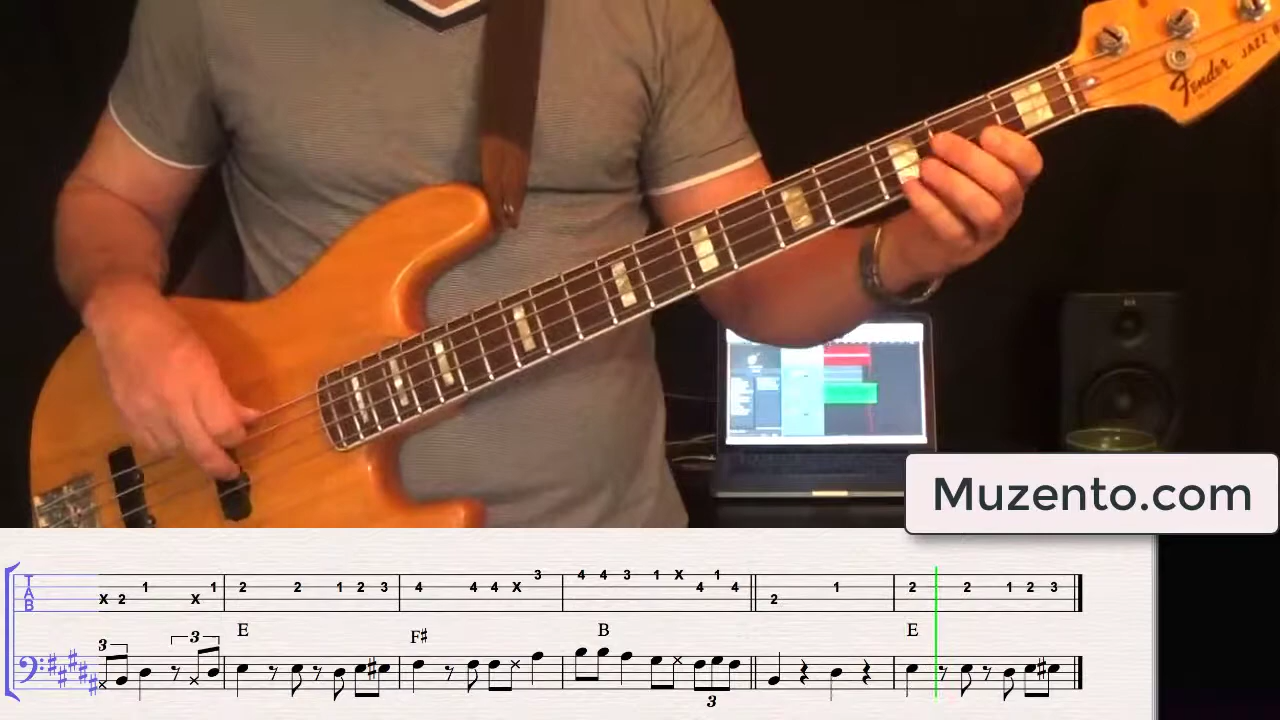 Fender JAZZ
Muzento.com
4 4 3 1 X 1
T 1 1 2 2 1 2 3 4 4 4 X 3 4 4 1 2 2 1 2 3
A
B X 2 X 2
E F# B E
3 3
3